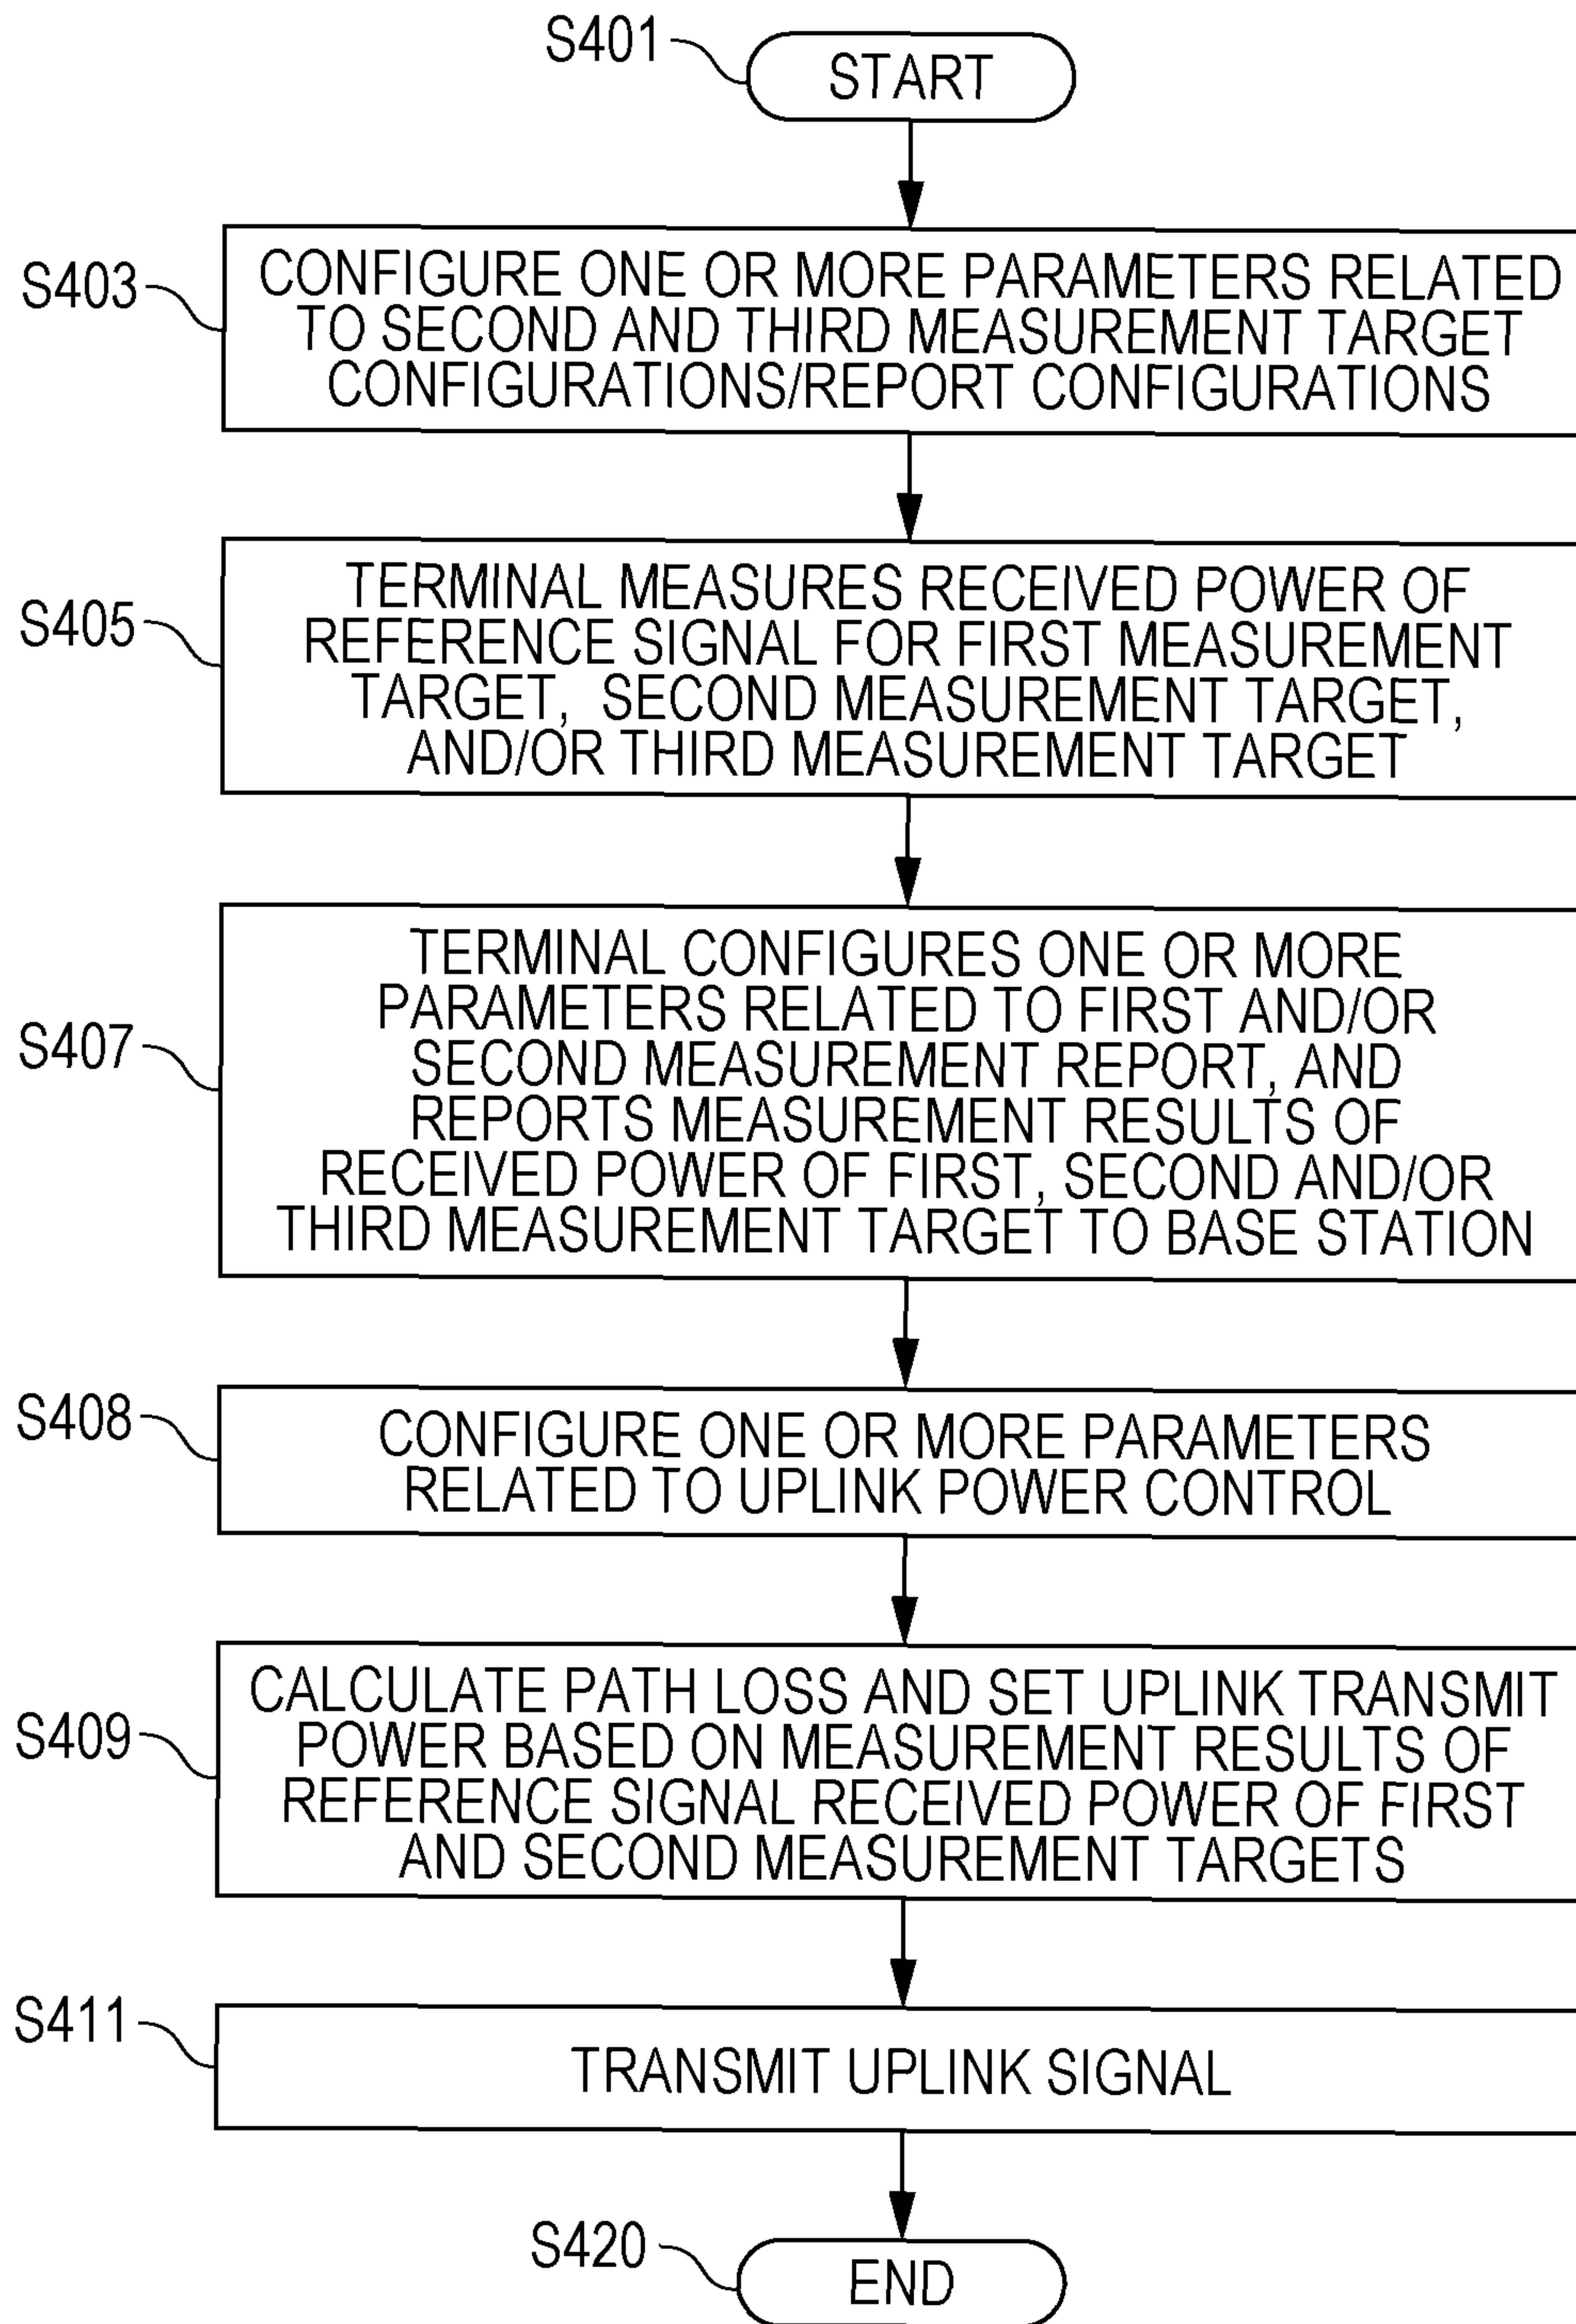 S401
START
S403
CONFIGURE ONE OR MORE PARAMETERS RELATED
TO SECOND AND THIRD MEASUREMENT TARGET
CONFIGURATIONS/REPORT CONFIGURATIONS
S405
TERMINAL MEASURES RECEIVED POWER OF
REFERENCE SIGNAL FOR FIRST MEASUREMENT
TARGET, SECOND MEASUREMENT TARGET,
AND/OR THIRD MEASUREMENT TARGET
S407
TERMINAL CONFIGURES ONE OR MORE
PARAMETERS RELATED TO FIRST AND/OR
SECOND MEASUREMENT REPORT, AND
REPORTS MEASUREMENT RESULTS OF
RECEIVED POWER OF FIRST, SECOND AND/OR
THIRD MEASUREMENT TARGET TO BASE STATION
S408
CONFIGURE ONE OR MORE PARAMETERS
RELATED TO UPLINK POWER CONTROL
S409
CALCULATE PATH LOSS AND SET UPLINK TRANSMIT
POWER BASED ON MEASUREMENT RESULTS OF
REFERENCE SIGNAL RECEIVED POWER OF FIRST
AND SECOND MEASUREMENT TARGETS
S411
TRANSMIT UPLINK SIGNAL
S420
END